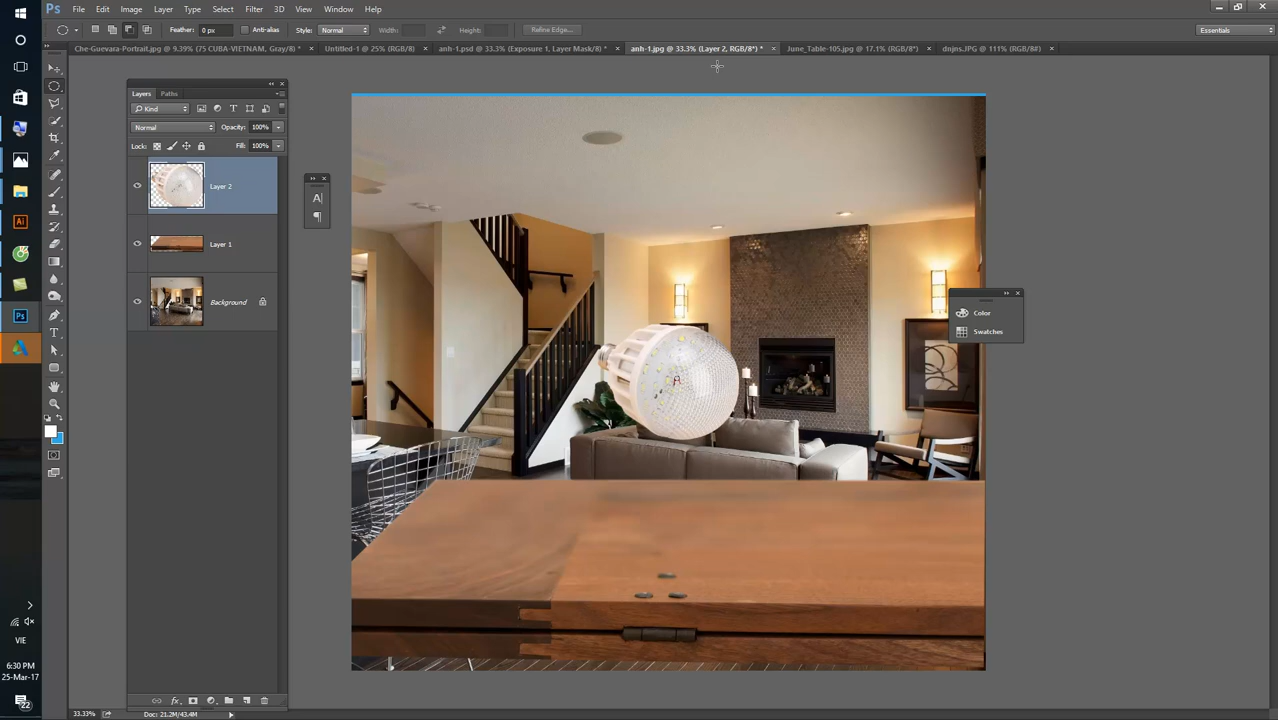 Ps File Edit Image Layer Type Select Filter 3D View Window Help
Feather: 0 px Anti-alias Style: Normal Width: Height: Refine Edge... Essentials
Che-Guevara-Portrait.jpg @ 9.39% (75 CUBA-VIETNAM, Gray/8) * × Untitled-1 @ 25% (RGB/8) × anh-1.psd @ 33.3% (Exposure 1, Layer Mask/8) * × anh-1.jpg @ 33.3% (Layer 2, RGB/8*) * × June_Table-105.jpg @ 17.1% (RGB/8*) × dnjns.JPG @ 111% (RGB/8#) ×
Layers Paths
Kind
Normal Opacity: 100%
Lock: Fill: 100%
Layer 2
Layer 1
Background
A
¶
Color
Swatches
Ai
Ps
VIE
6:30 PM
25-Mar-17
22
33.33% Doc: 21.2M/43.4M